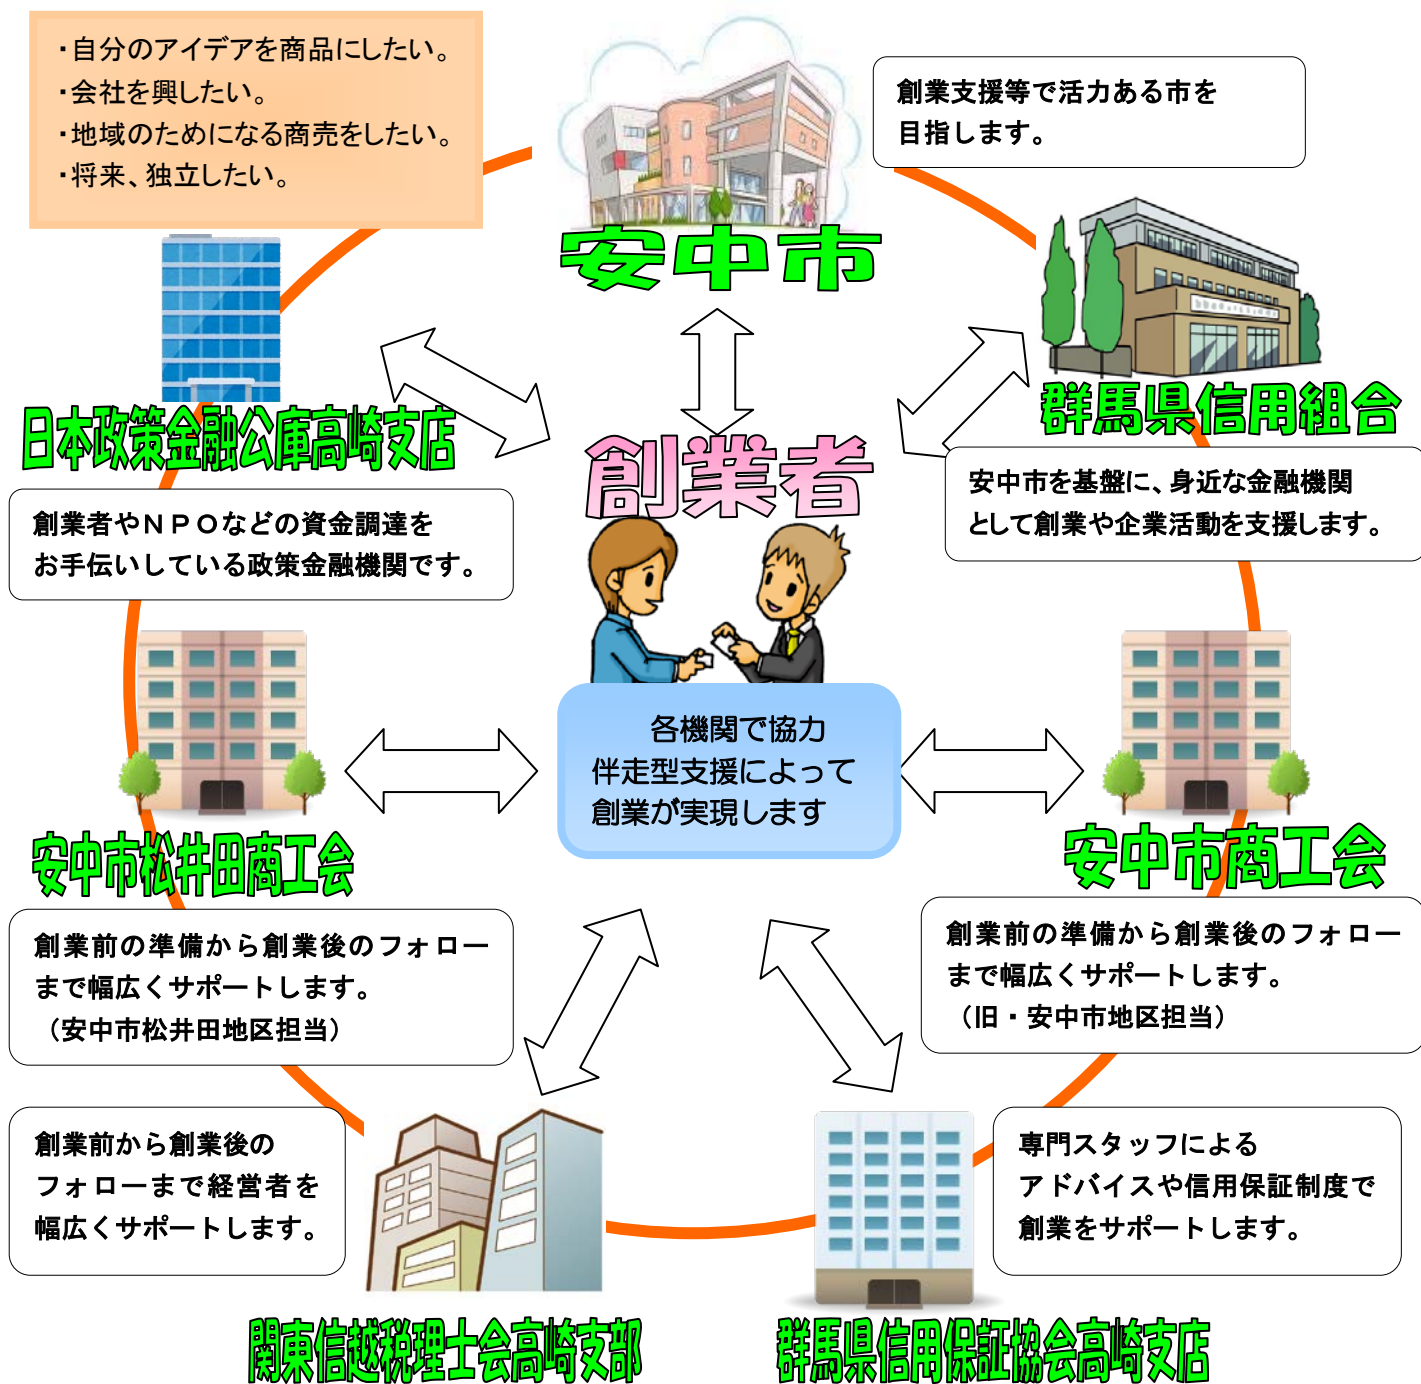 ・自分のアイデアを商品にしたい。
・会社を興したい。
・地域のためになる商売をしたい。
・将来、独立したい。
創業支援等で活力ある市を
目指します。
安中市
日本政策金融公庫高崎支店
群馬県信用組合
創業者
創業者やＮＰＯなどの資金調達を
お手伝いしている政策金融機関です。
安中市を基盤に、身近な金融機関
として創業や企業活動を支援します。
各機関で協力
伴走型支援によって
創業が実現します
安中市松井田商工会
安中市商工会
創業前の準備から創業後のフォロー
まで幅広くサポートします。
（安中市松井田地区担当）
創業前の準備から創業後のフォロー
まで幅広くサポートします。
（旧・安中市地区担当）
創業前から創業後の
フォローまで経営者を
幅広くサポートします。
専門スタッフによる
アドバイスや信用保証制度で
創業をサポートします。
関東信越税理士会高崎支部
群馬県信用保証協会高崎支店